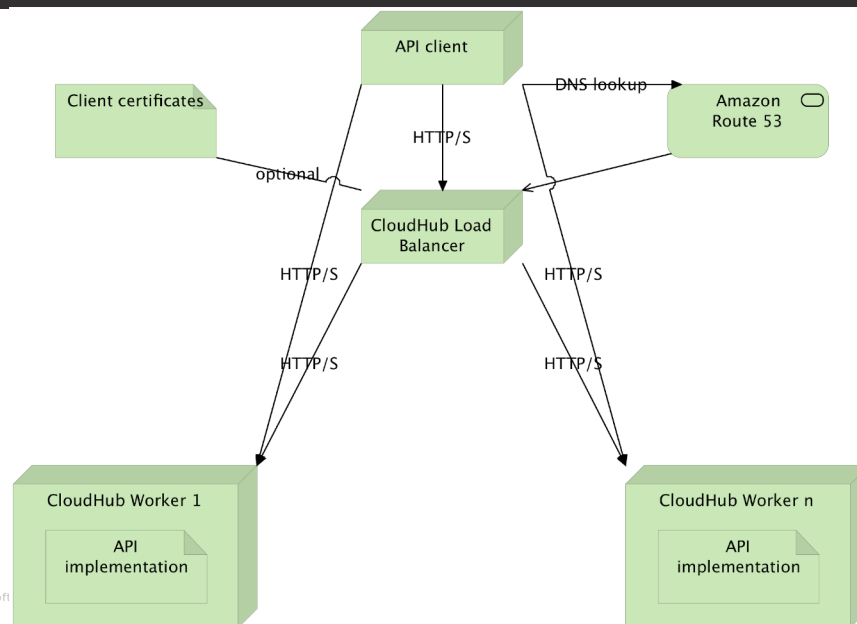 API client
Client certificates
DNS lookup
Amazon
Route 53
HTTP/S
optional
CloudHub Load
Balancer
HTTP/S
HTTP/S
HTTP/S
HTTP/S
CloudHub Worker 1
CloudHub Worker n
API
implementation
API
implementation